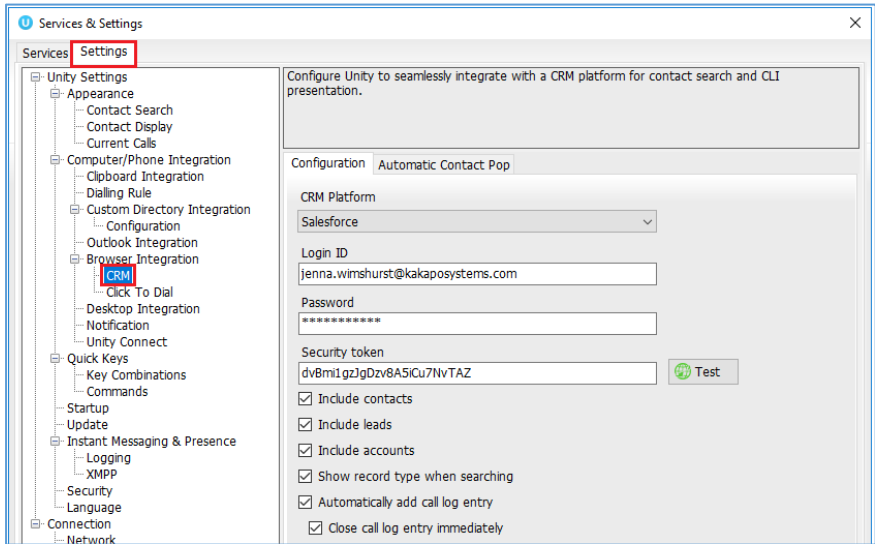 Services & Settings
Services
Settings
Unity Settings
Appearance
Contact Search
Contact Display
Current Calls
Computer/Phone Integration
Clipboard Integration
Dialling Rule
Custom Directory Integration
Configuration
Outlook Integration
Browser Integration
CRM
Click To Dial
Desktop Integration
Notification
Unity Connect
Quick Keys
Key Combinations
Commands
Startup
Update
Instant Messaging & Presence
Logging
XMPP
Security
Language
Connection
Network
Configure Unity to seamlessly integrate with a CRM platform for contact search and CLI
presentation.
Configuration
Automatic Contact Pop
CRM Platform
Salesforce
Login ID
jenna.wimshurst@kakaposystems.com
Password
***********
Security token
dvBmi1gzJgDzv8A5iCu7NvTAZ
Test
Include contacts
Include leads
Include accounts
Show record type when searching
Automatically add call log entry
Close call log entry immediately